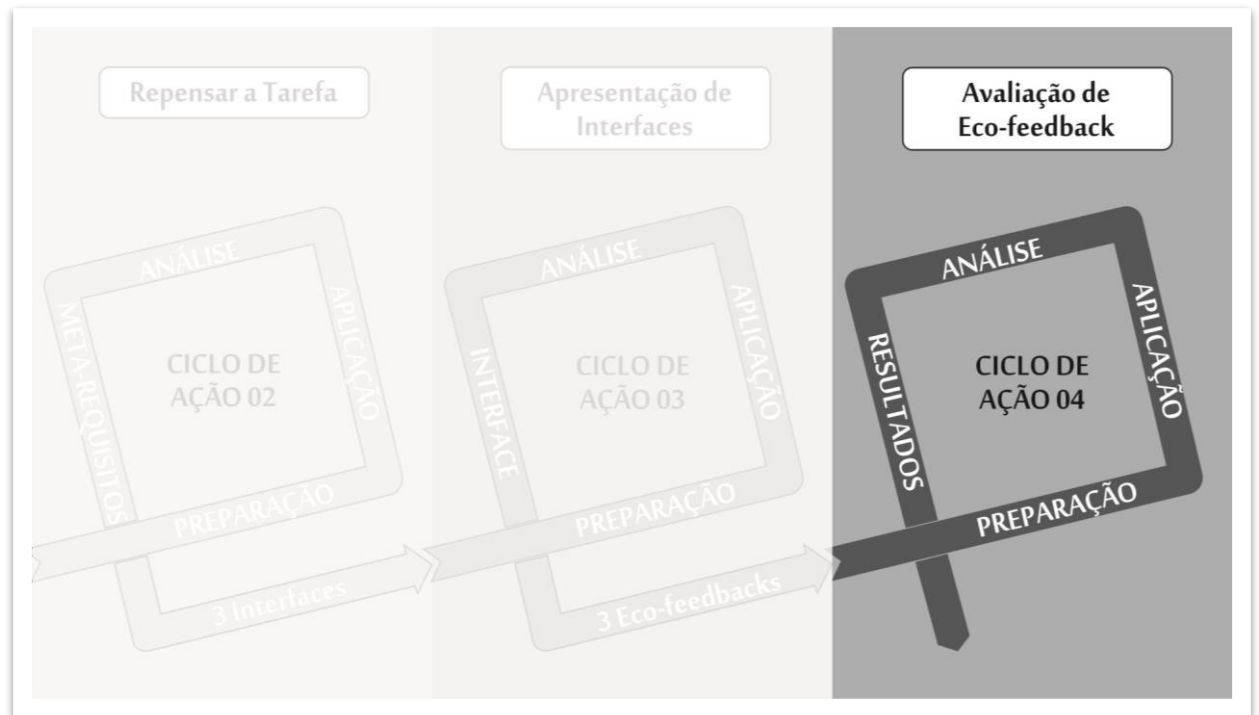 Repensar a Tarefa
ANÁLISE
APLICAÇÃO
META-REQUISITOS
CICLO DE
AÇÃO 02
PREPARAÇÃO
3 Interfaces
Apresentação de
Interfaces
ANÁLISE
APLICAÇÃO
INTERFACE
CICLO DE
AÇÃO 03
PREPARAÇÃO
3 Eco-feedbacks
Avaliação de
Eco-feedback
ANÁLISE
APLICAÇÃO
RESULTADOS
CICLO DE
AÇÃO 04
PREPARAÇÃO